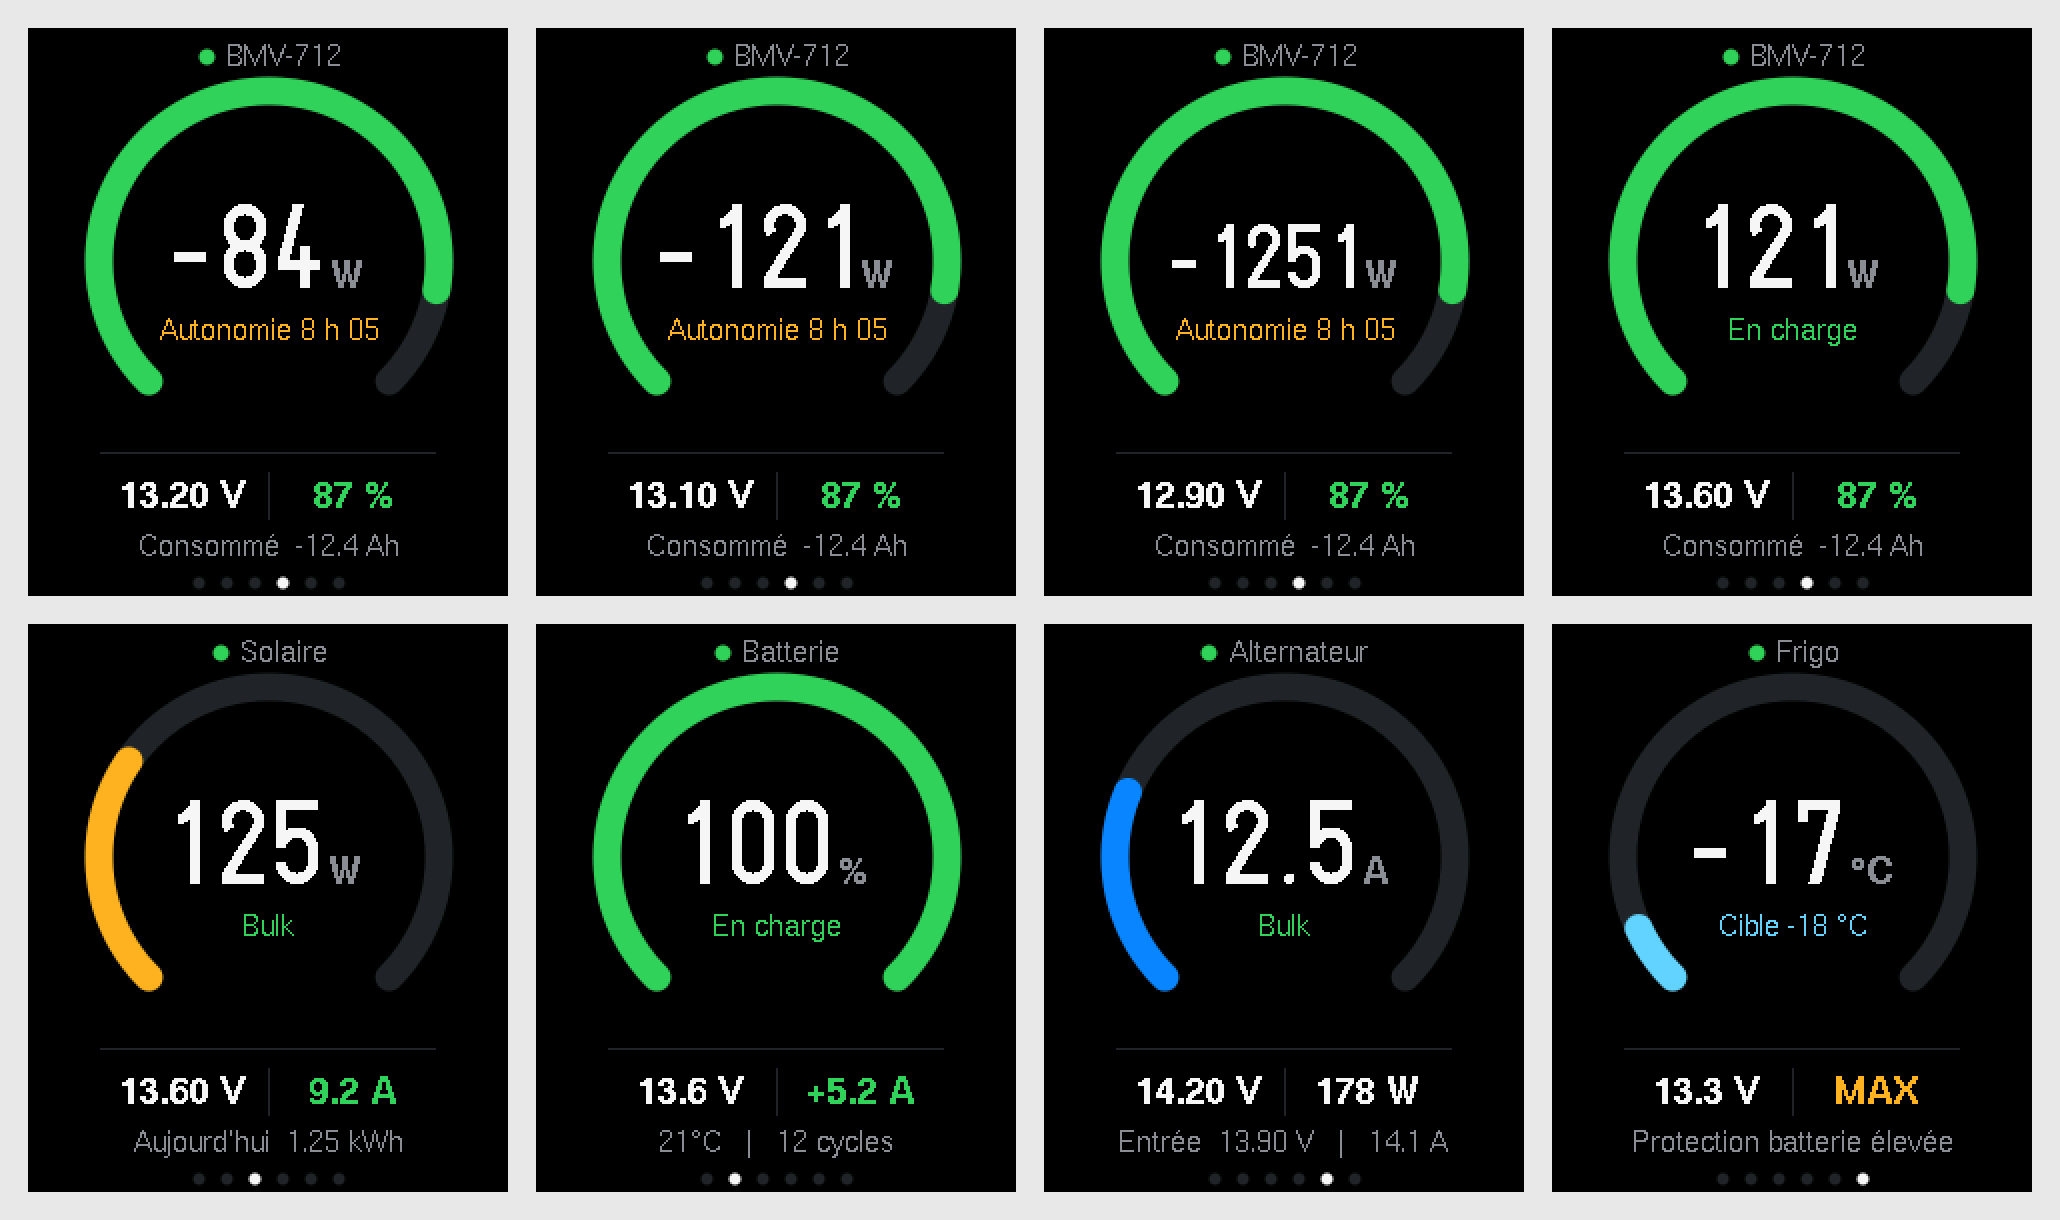 BMV-712
-84 W
Autonomie 8 h 05
13.20 V | 87 %
Consommé -12.4 Ah
BMV-712
-121 W
Autonomie 8 h 05
13.10 V | 87 %
Consommé -12.4 Ah
BMV-712
-1251 W
Autonomie 8 h 05
12.90 V | 87 %
Consommé -12.4 Ah
BMV-712
121 W
En charge
13.60 V | 87 %
Consommé -12.4 Ah
Solaire
125 W
Bulk
13.60 V | 9.2 A
Aujourd'hui 1.25 kWh
Batterie
100 %
En charge
13.6 V | +5.2 A
21°C | 12 cycles
Alternateur
12.5 A
Bulk
14.20 V | 178 W
Entrée 13.90 V | 14.1 A
Frigo
-17 °C
Cible -18 °C
13.3 V | MAX
Protection batterie élevée